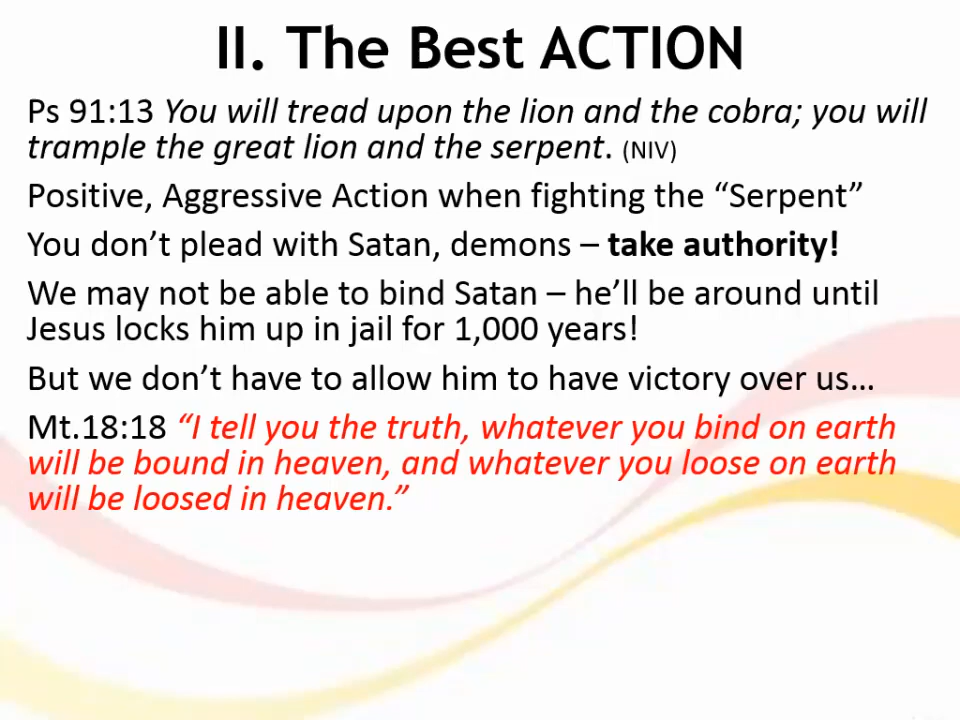 II. The Best ACTION
Ps 91:13 You will tread upon the lion and the cobra; you will
trample the great lion and the serpent. (NIV)
Positive, Aggressive Action when fighting the “Serpent”
You don’t plead with Satan, demons – take authority!
We may not be able to bind Satan – he’ll be around until
Jesus locks him up in jail for 1,000 years!
But we don’t have to allow him to have victory over us…
Mt.18:18 “I tell you the truth, whatever you bind on earth
will be bound in heaven, and whatever you loose on earth
will be loosed in heaven.”